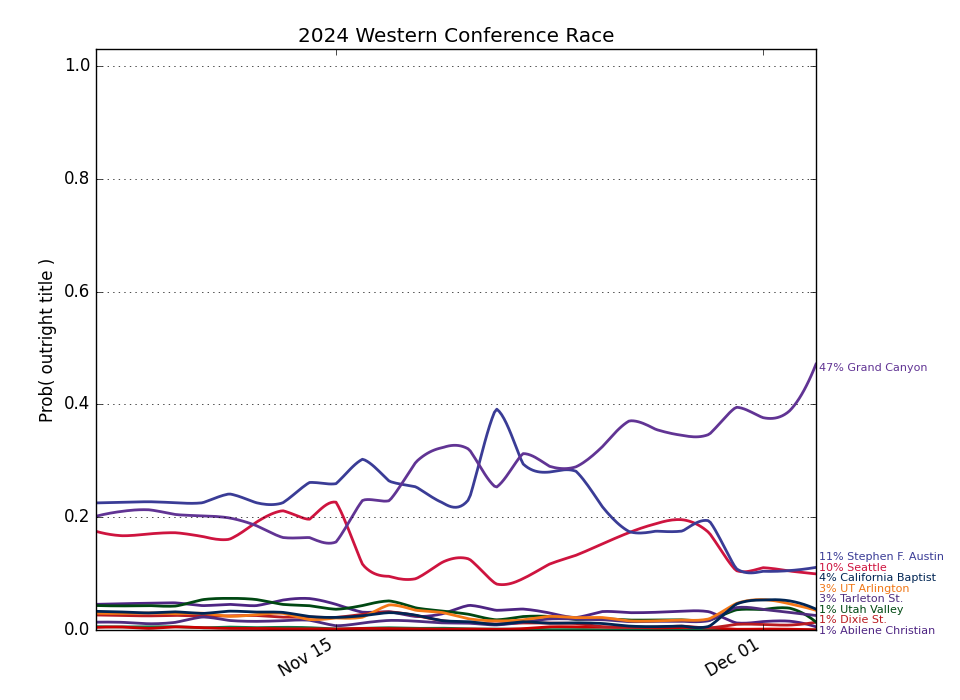 2024 Western Conference Race
1.0
0.8
0.6
0.4
0.2
0.0
Prob( outright title )
Nov 15
Dec 01
47% Grand Canyon
11% Stephen F. Austin
10% Seattle
4% California Baptist
3% UT Arlington
3% Tarleton St.
1% Utah Valley
1% Dixie St.
1% Abilene Christian